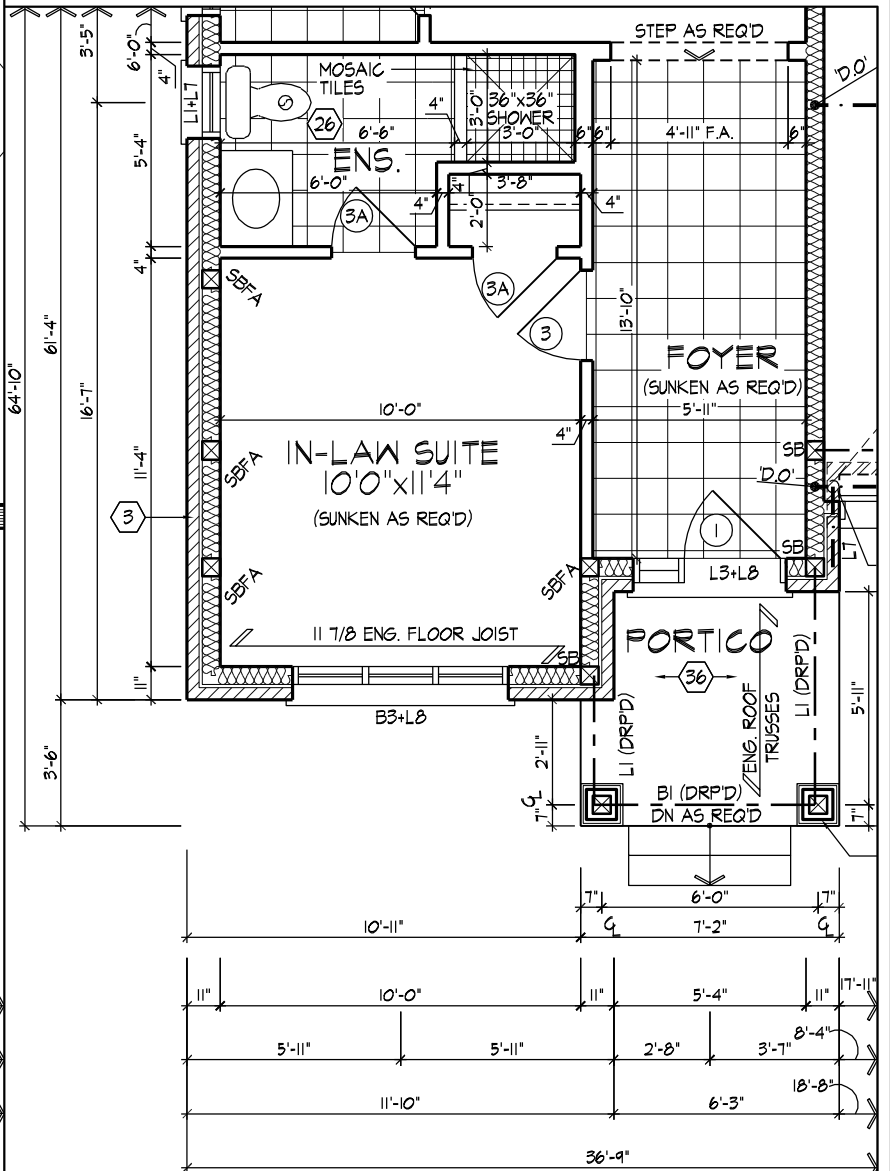 STEP AS REQ'D
3'-5"
6'-0"
4"
L1+L7
MOSAIC
TILES
26
6'-6"
4"
3'-0"
36"x36"
SHOWER
3'-0"
6"
6"
4'-11" F.A.
6"
'D.O'
5'-4"
ENS.
6'-0"
3A
4"
4"
3'-8"
2'-0"
4"
4"
SBFA
3A
3
13'-10"
64'-10"
61'-4"
16'-7"
FOYER
(SUNKEN AS REQ'D)
5'-11"
10'-0"
4"
11'-4"
SBFA
IN-LAW SUITE
10'0"x11'4"
(SUNKEN AS REQ'D)
SB
'D.O'
3
1
SB
L7
SBFA
SBFA
L3+L8
11 7/8 ENG. FLOOR JOIST
SB
PORTICO
36
11"
B3+L8
L1 (DRP'D)
ENG. ROOF
TRUSSES
L1 (DRP'D)
5'-11"
3'-6"
2'-11"
7"
B1 (DRP'D)
DN AS REQ'D
7"
7"
6'-0"
7"
10'-11"
7'-2"
11"
10'-0"
11"
5'-4"
11"
17'-11"
5'-11"
5'-11"
2'-8"
3'-7"
8'-4"
11'-10"
6'-3"
18'-8"
36'-9"